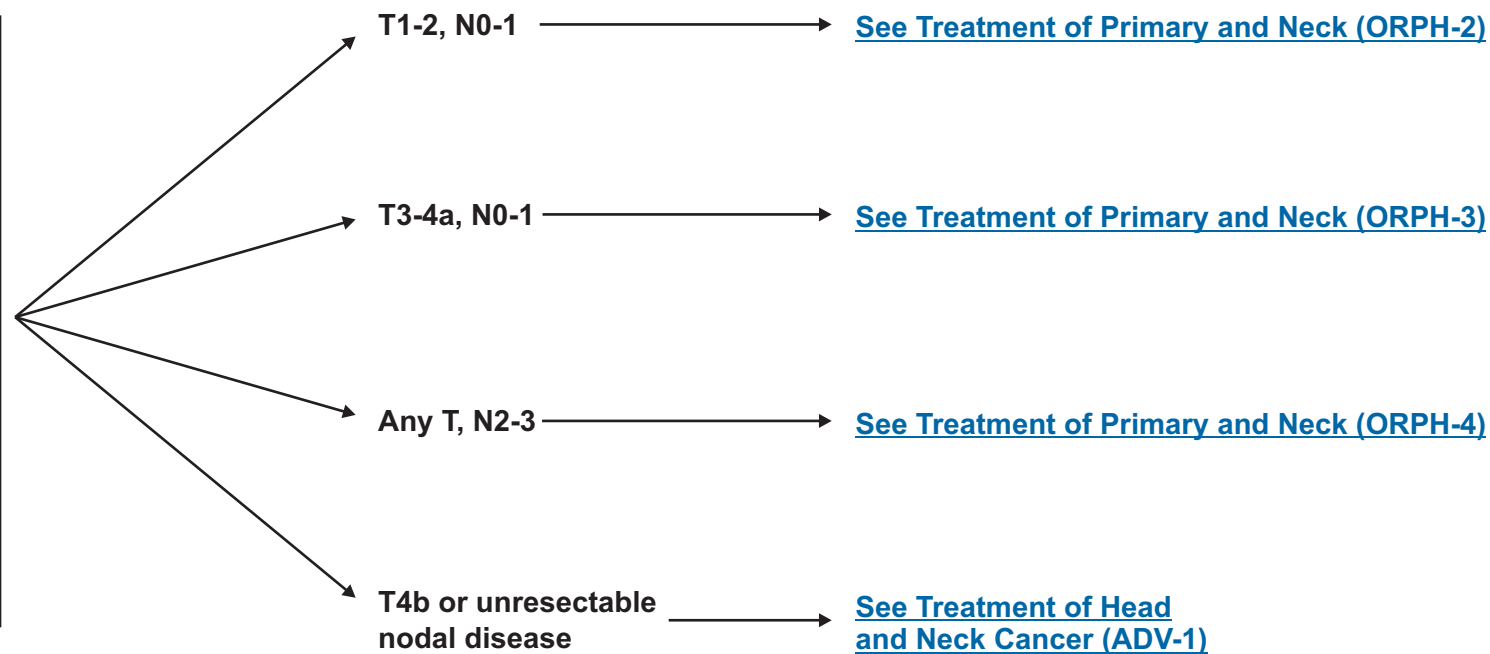 T1-2, N0-1
See Treatment of Primary and Neck (ORPH-2)
T3-4a, N0-1
See Treatment of Primary and Neck (ORPH-3)
Any T, N2-3
See Treatment of Primary and Neck (ORPH-4)
T4b or unresectable
nodal disease
See Treatment of Head
and Neck Cancer (ADV-1)